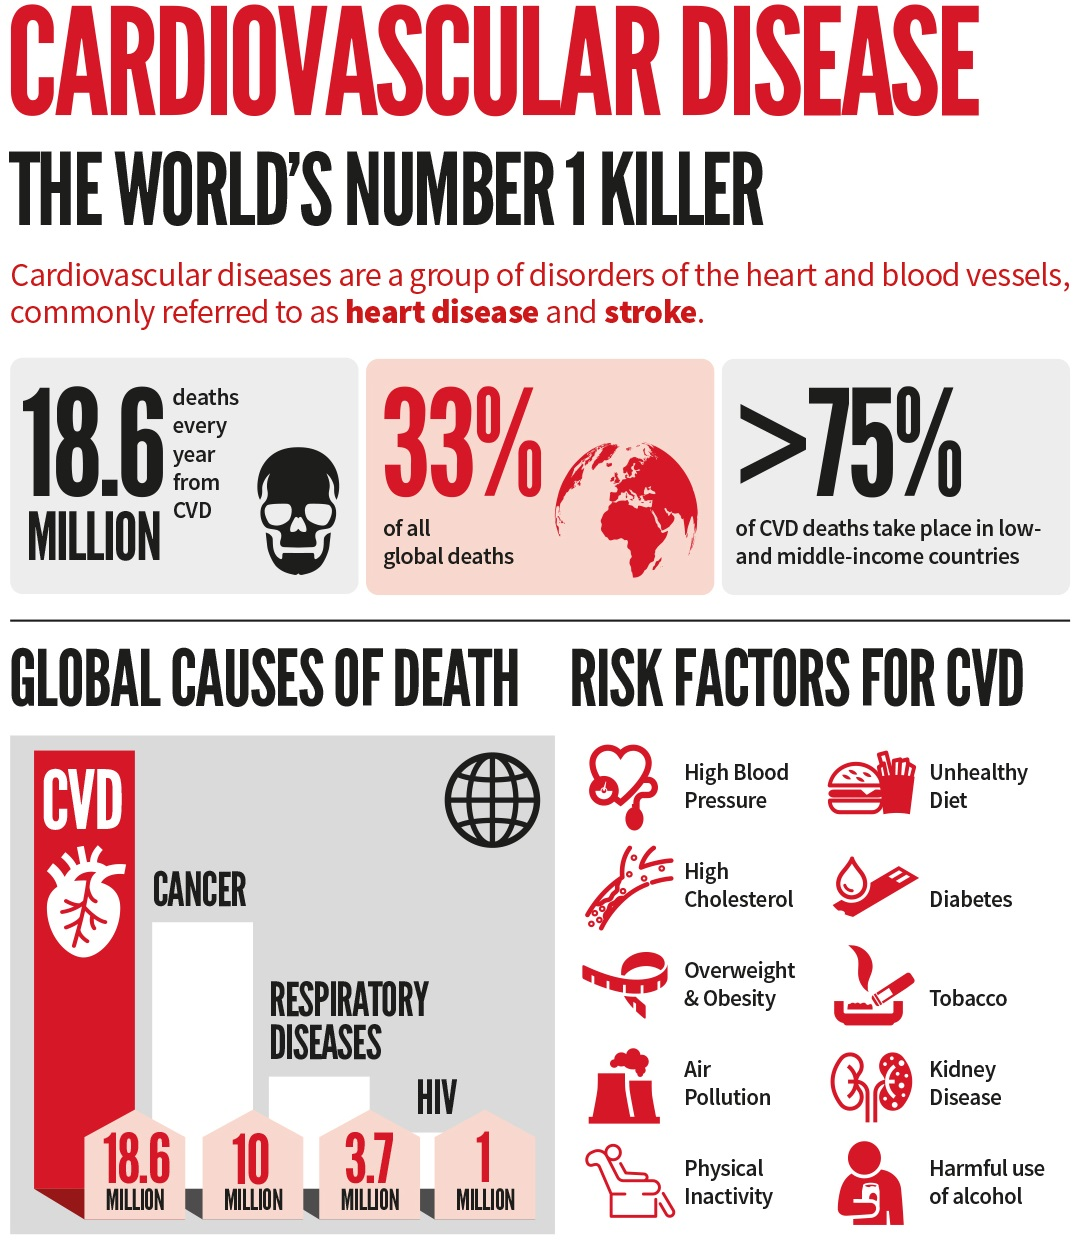 CARDIOVASCULAR DISEASE
THE WORLD'S NUMBER 1 KILLER
Cardiovascular diseases are a group of disorders of the heart and blood vessels,
commonly referred to as heart disease and stroke.
18.6
MILLION
deaths
every
year
from
CVD
33%
of all
global deaths
>75%
of CVD deaths take place in low-
and middle-income countries
GLOBAL CAUSES OF DEATH
CVD
CANCER
RESPIRATORY
DISEASES
HIV
18.6
MILLION
10
MILLION
3.7
MILLION
1
MILLION
RISK FACTORS FOR CVD
High Blood
Pressure
Unhealthy
Diet
High
Cholesterol
Diabetes
Overweight
& Obesity
Tobacco
Air
Pollution
Kidney
Disease
Physical
Inactivity
Harmful use
of alcohol